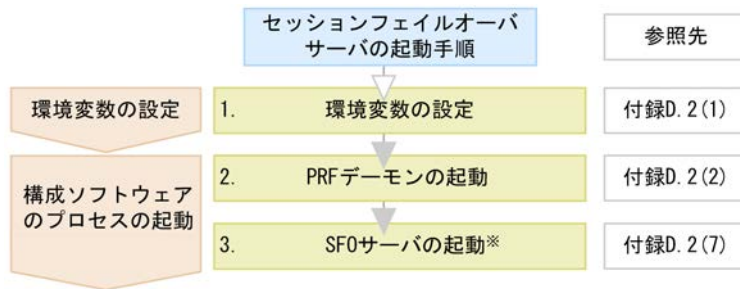 セッションフェイルオーバ
サーバの起動手順
参照先
環境変数の設定
1. 環境変数の設定
付録D.2(1)
構成ソフトウェア
のプロセスの起動
2. PRFデーモンの起動
付録D.2(2)
3. SFOサーバの起動※
付録D.2(7)